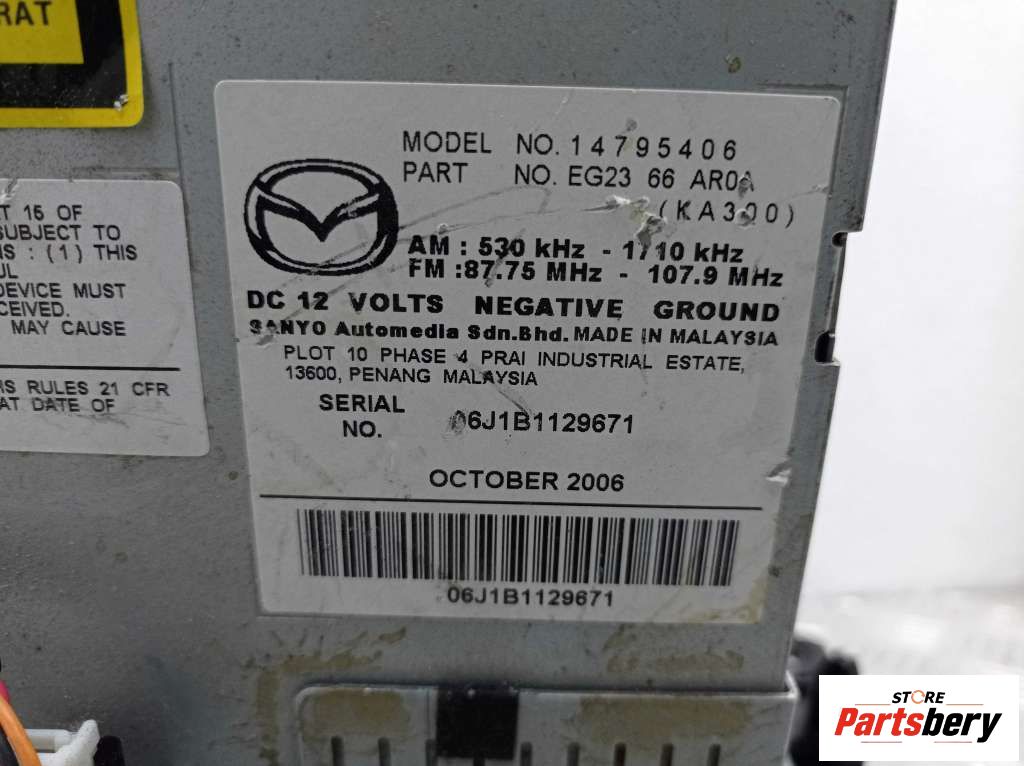 RAT
T 15 OF
SUBJECT TO
NS : (1) THIS
UL
DEVICE MUST
CEIVED.
MAY CAUSE
RULES 21 CFR
AT DATE OF
MODEL NO. 14795406
PART NO. EG23 66 AR0A
(KA300)
AM : 530 kHz - 1710 kHz
FM :87.75 MHz - 107.9 MHz
DC 12 VOLTS NEGATIVE GROUND
SANYO Automedia Sdn.Bhd. MADE IN MALAYSIA
PLOT 10 PHASE 4 PRAI INDUSTRIAL ESTATE,
13600, PENANG MALAYSIA
SERIAL
NO. 06J1B1129671
OCTOBER 2006
06J1B1129671
STORE
Partsbery